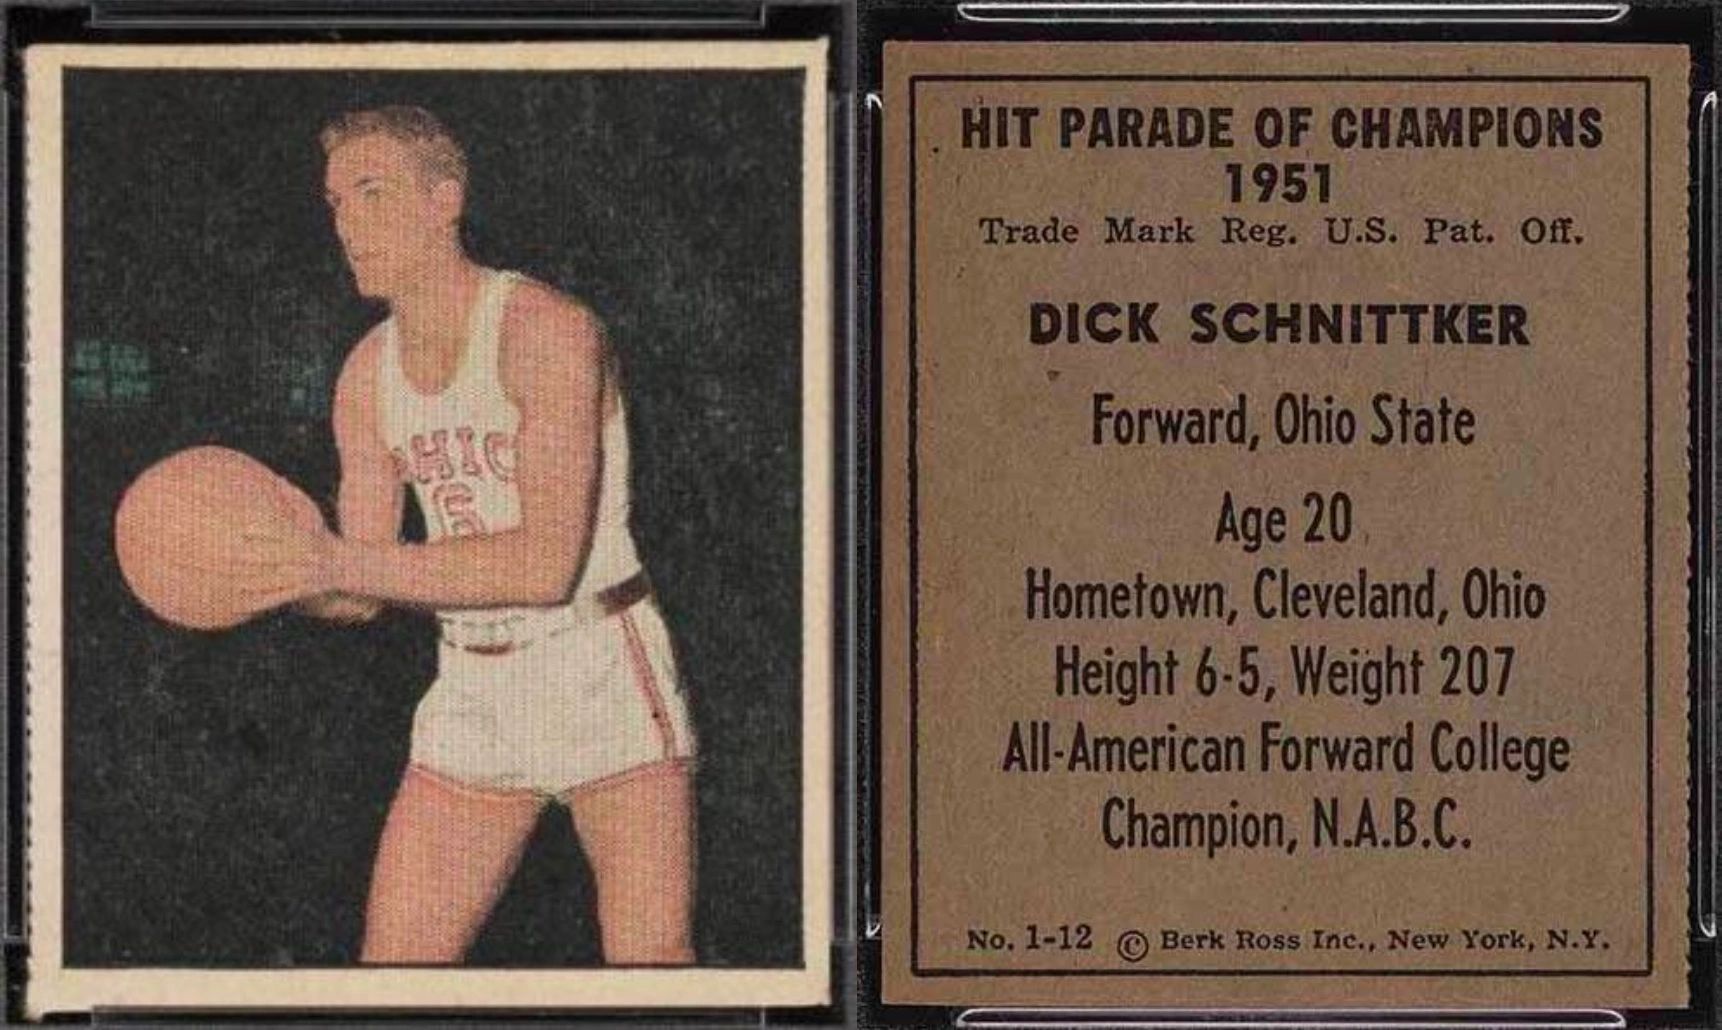 OHIO
HIT PARADE OF CHAMPIONS
1951
Trade Mark Reg. U.S. Pat. Off.
DICK SCHNITTKER
Forward, Ohio State
Age 20
Hometown, Cleveland, Ohio
Height 6-5, Weight 207
All-American Forward College
Champion, N.A.B.C.
No. 1-12 © Berk Ross Inc., New York, N.Y.